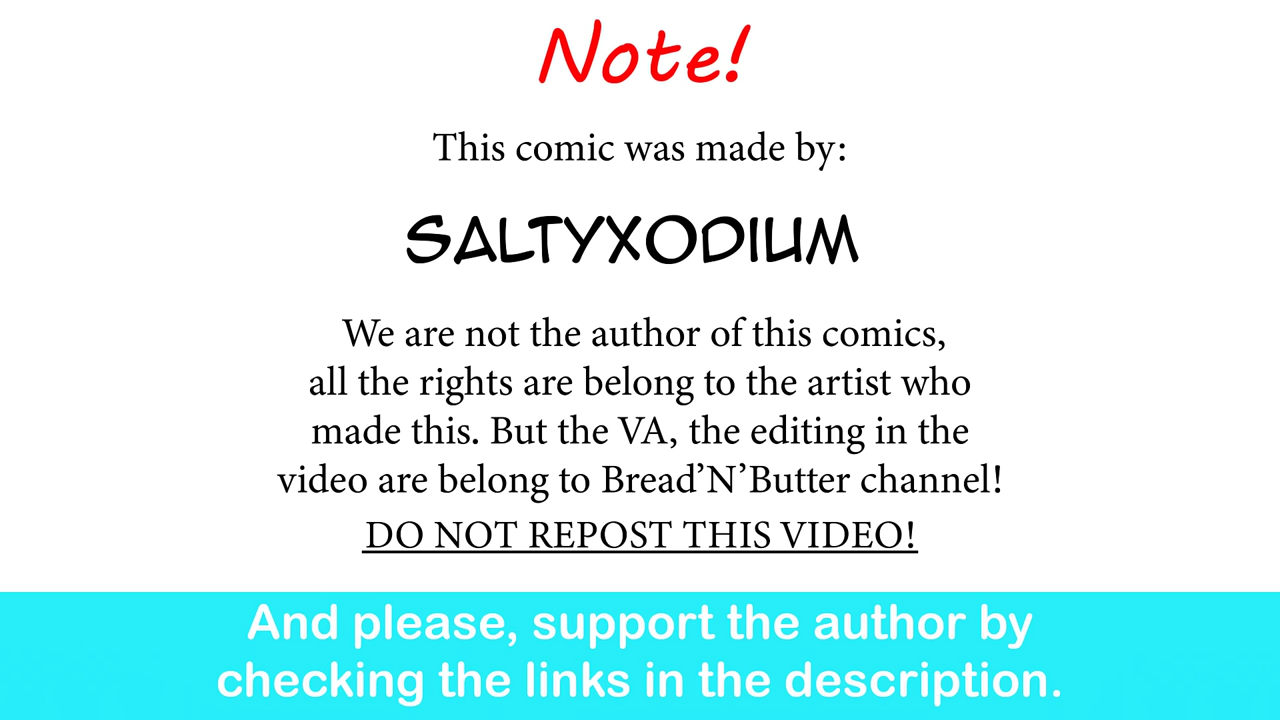 Note!
This comic was made by:
SALTYXODIUM
We are not the author of this comics,
all the rights are belong to the artist who
made this. But the VA, the editing in the
video are belong to Bread’N’Butter channel!
DO NOT REPOST THIS VIDEO!
And please, support the author by
checking the links in the description.